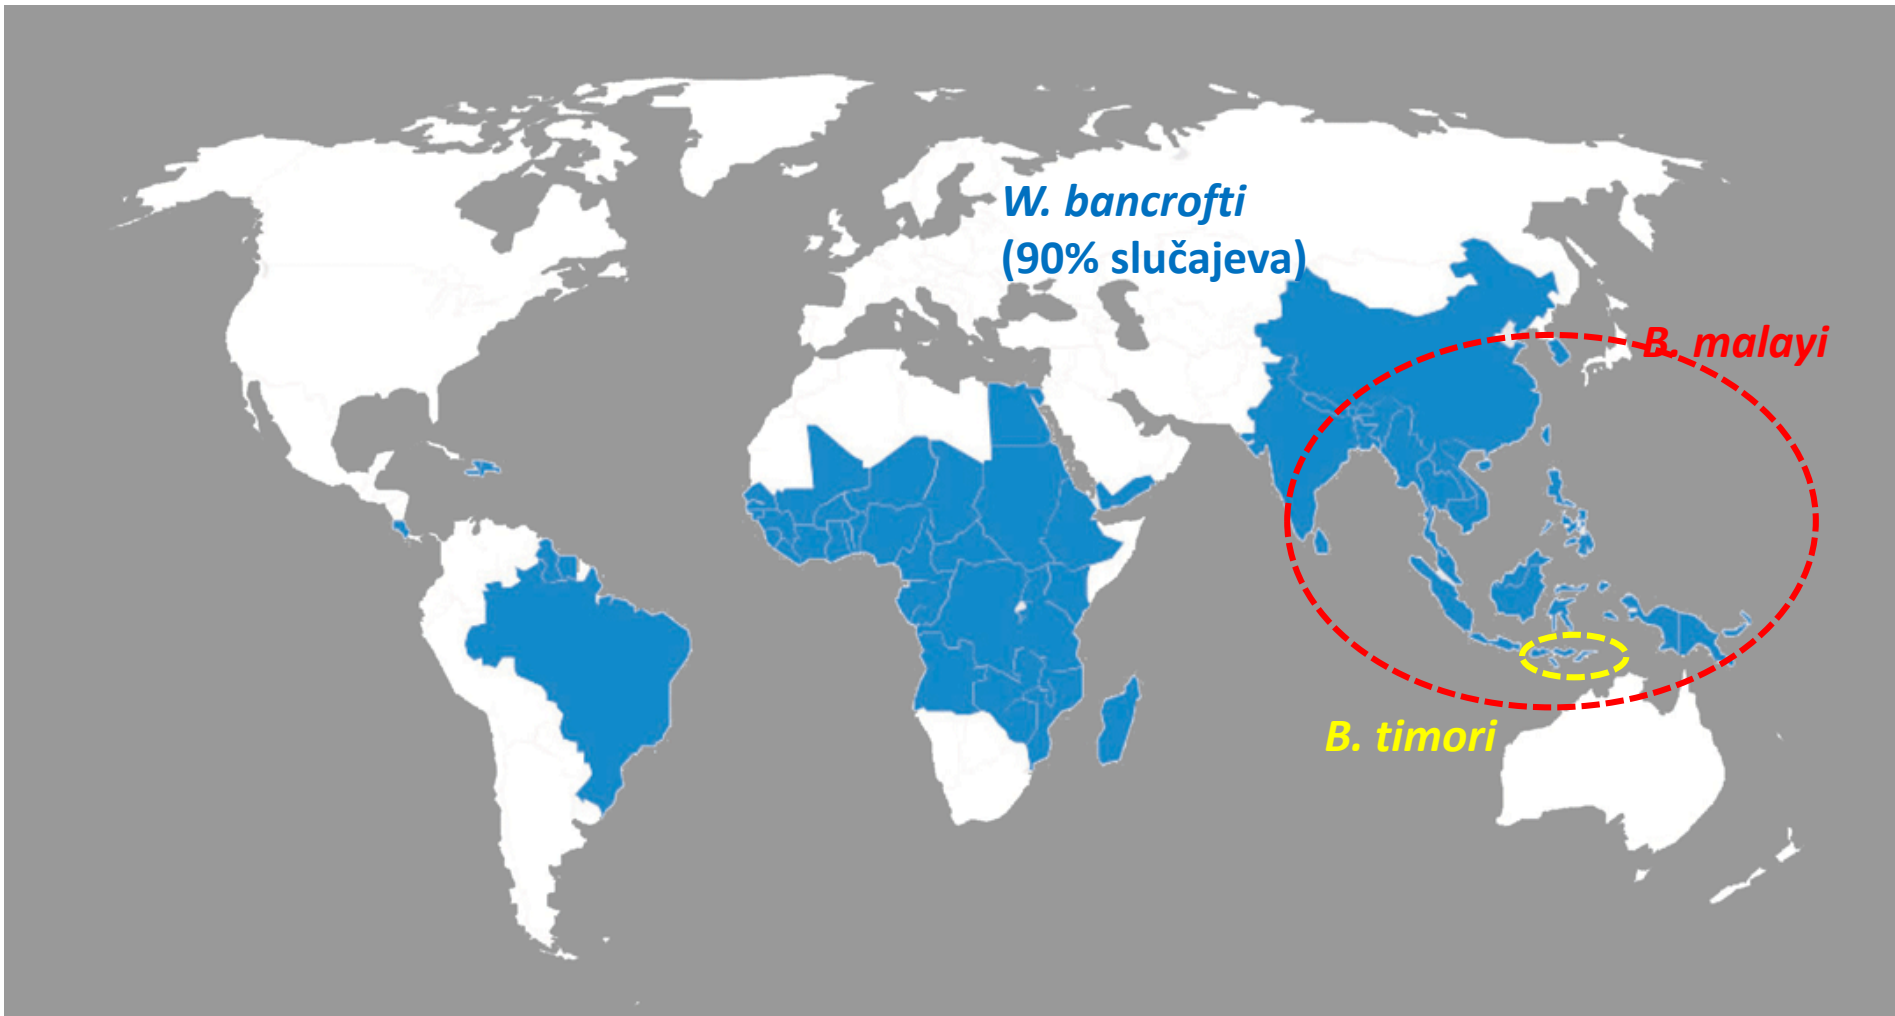 W. bancrofti
(90% slučajeva)
B. malayi
B. timori